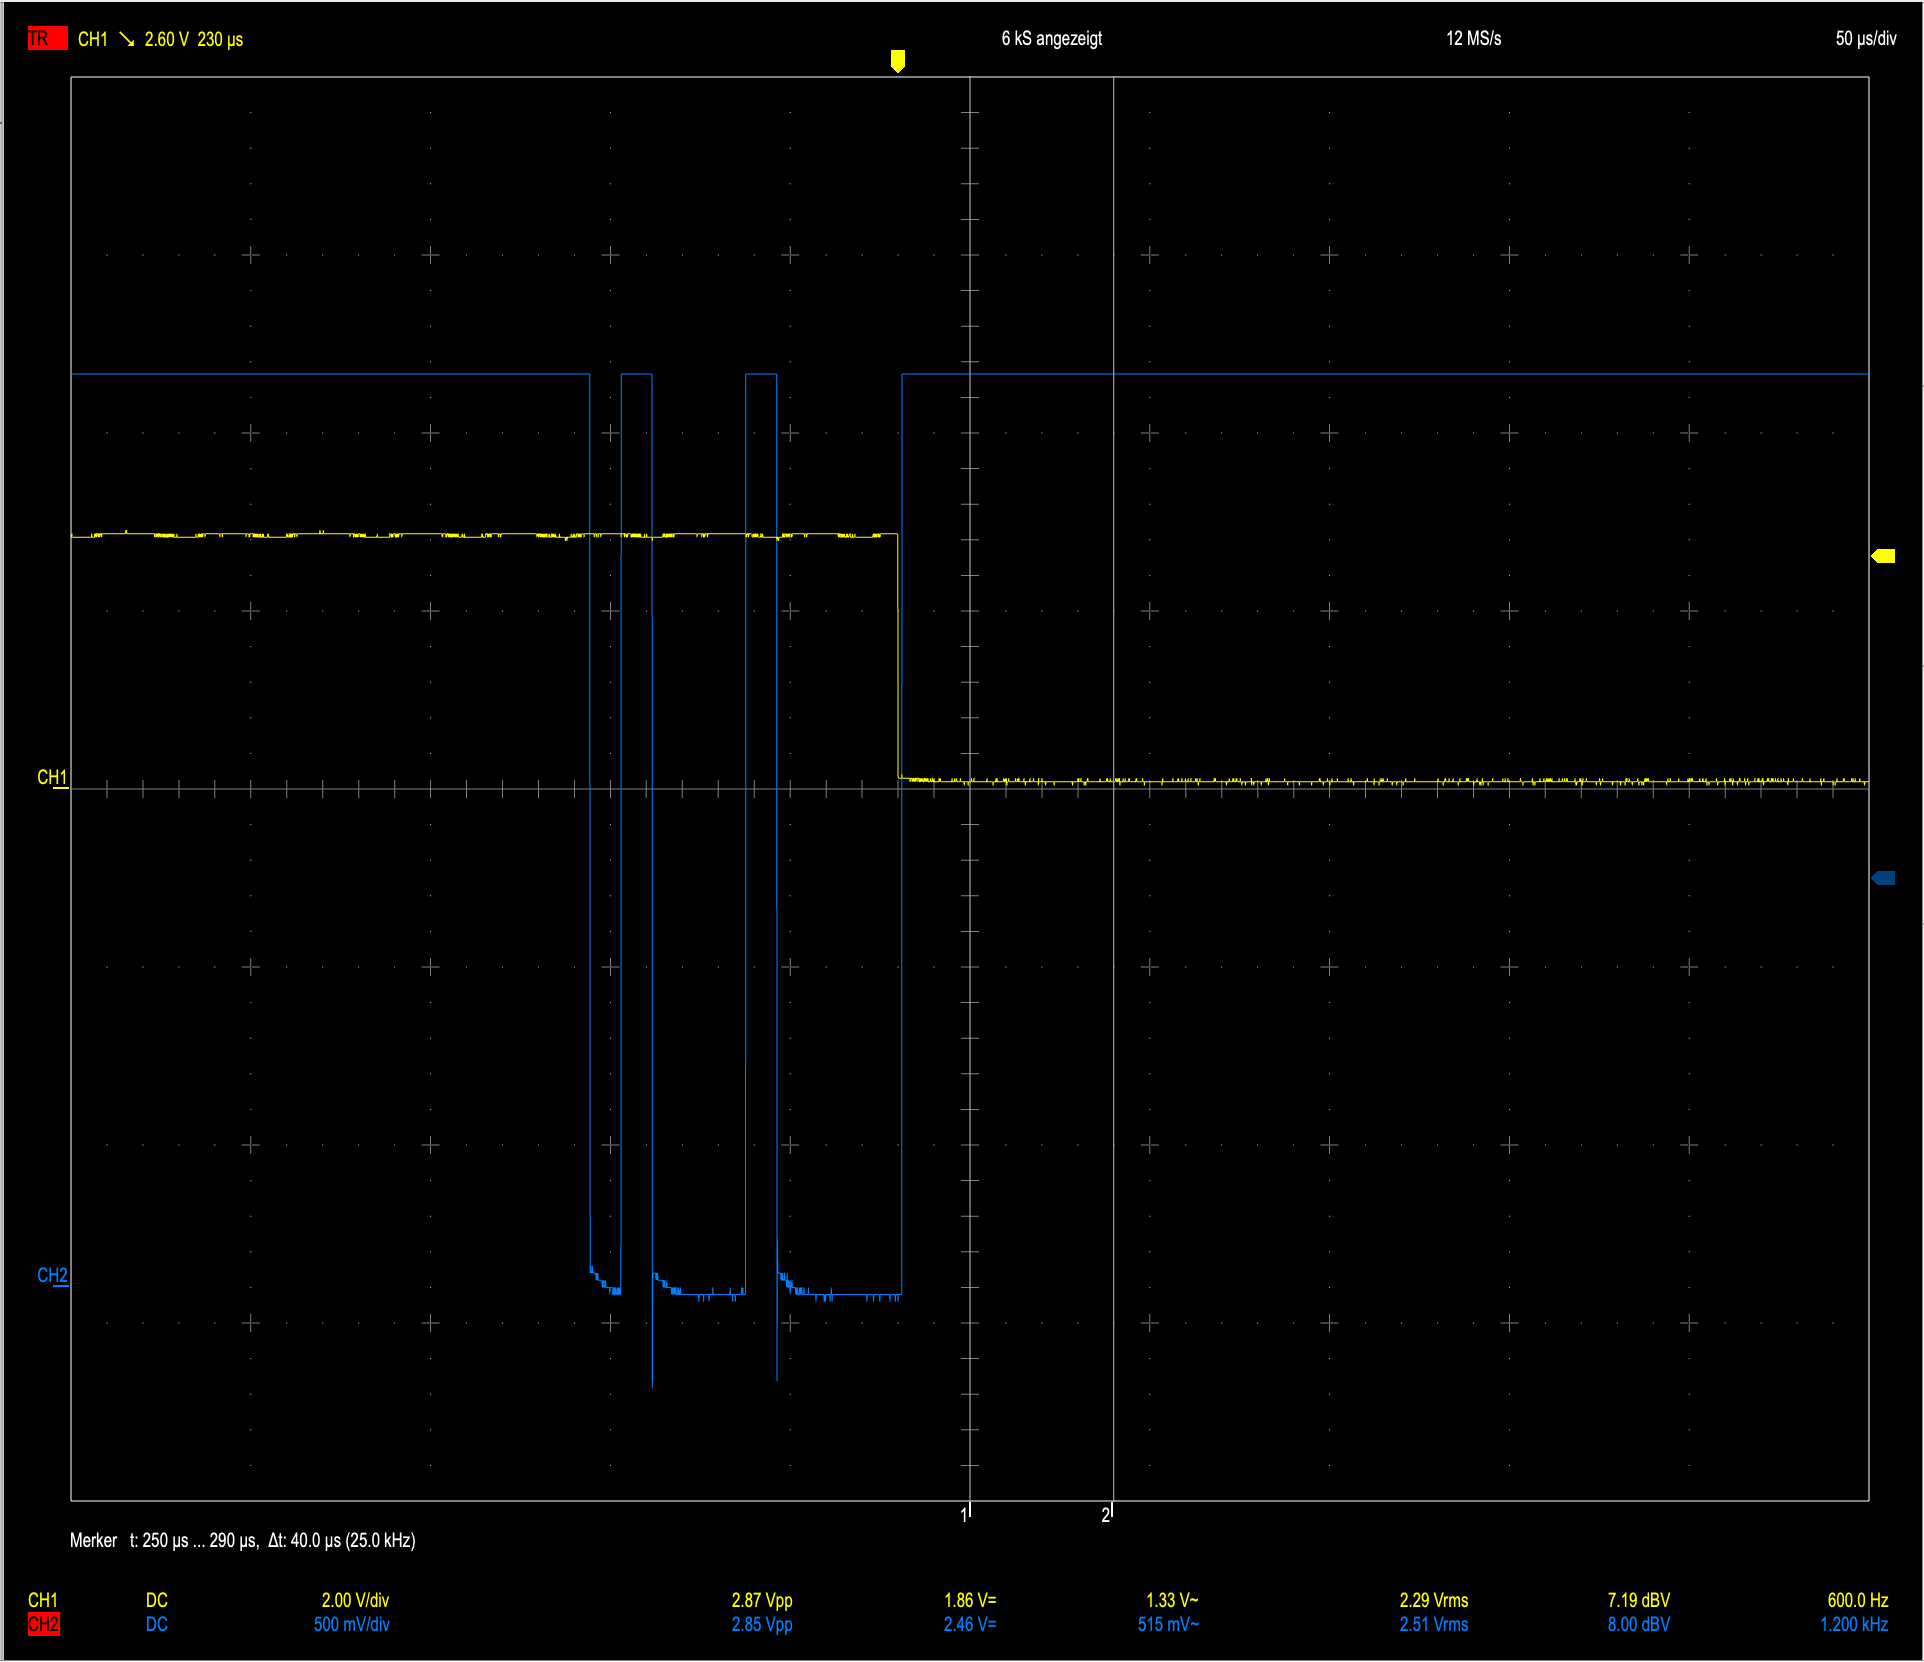 TR CH1 ↘ 2.60 V 230 µs 6 kS angezeigt 12 MS/s 50 µs/div
CH1
CH2
1 2
Merker t: 250 µs ... 290 µs, Δt: 40.0 µs (25.0 kHz)
CH1 DC 2.00 V/div 2.87 Vpp 1.86 V= 1.33 V~ 2.29 Vrms 7.19 dBV 600.0 Hz
CH2 DC 500 mV/div 2.85 Vpp 2.46 V= 515 mV~ 2.51 Vrms 8.00 dBV 1.200 kHz